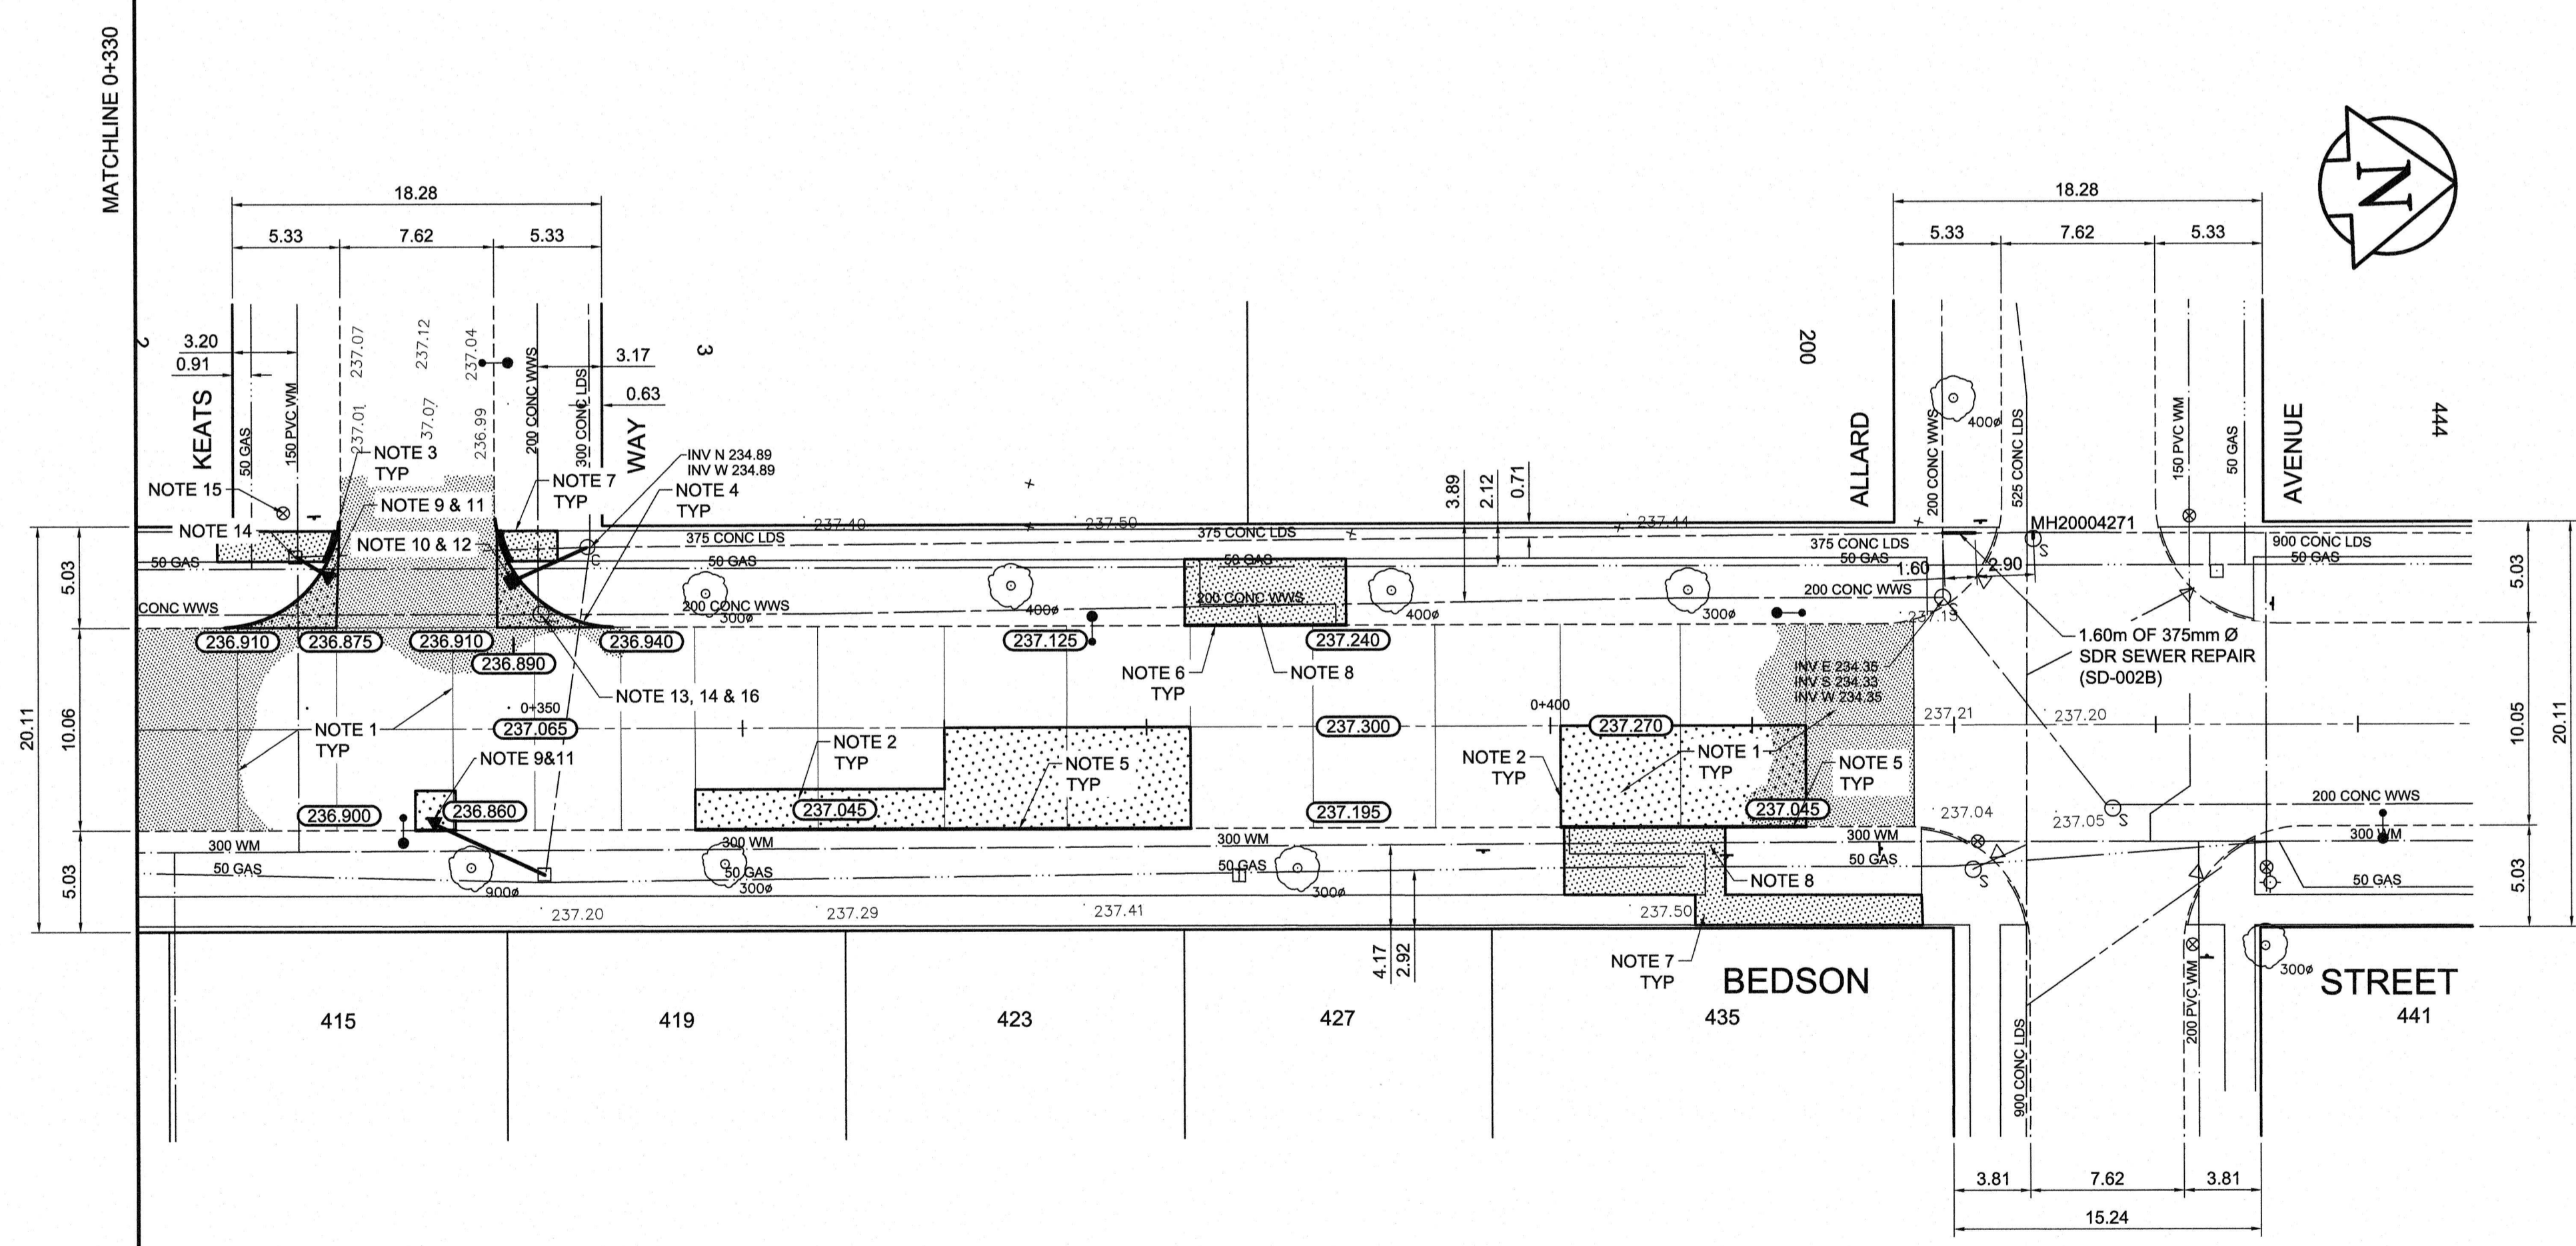 MATCHLINE 0+330
18.28
5.33
7.62
5.33
18.28
5.33
7.62
5.33
N
2
3.20
0.91
KEATS
50 GAS
150 PVC WM
237.07
237.12
237.04
237.01
37.07
236.99
200 CONC WWS
300 CONC LDS
3.17
0.63
WAY
3
200
ALLARD
400ø
200 CONC WWS
525 CONC LDS
150 PVC WM
50 GAS
AVENUE
444
NOTE 3
TYP
NOTE 15
NOTE 9 & 11
NOTE 14
NOTE 10 & 12
NOTE 7
TYP
INV N 234.89
INV W 234.89
NOTE 4
TYP
3.89
2.12
0.71
237.40
237.50
237.44
375 CONC LDS
375 CONC LDS
375 CONC LDS
MH20004271
900 CONC LDS
50 GAS
C
50 GAS
50 GAS
50 GAS
50 GAS
S
1.60
2.90
CONC WWS
200 CONC WWS
200 CONC WWS
200 CONC WWS
300ø
400ø
400ø
300ø
S
237.13
236.910
236.875
236.910
236.890
236.940
237.125
237.240
NOTE 6
TYP
NOTE 8
1.60m OF 375mm Ø
SDR SEWER REPAIR
(SD-002B)
INV E 234.35
INV S 234.33
INV W 234.35
NOTE 13, 14 & 16
20.11
5.03
10.06
5.03
5.03
10.05
5.03
20.11
0+350
237.065
NOTE 1
TYP
237.300
0+400
237.270
237.21
237.20
NOTE 2
TYP
NOTE 5
TYP
NOTE 2
TYP
NOTE 1
TYP
NOTE 5
TYP
NOTE 9&11
236.900
236.860
237.045
237.195
237.045
237.04
237.05
S
200 CONC WWS
300 WM
300 WM
300 WM
300 WM
300 WM
50 GAS
50 GAS
50 GAS
50 GAS
50 GAS
900ø
300ø
300ø
NOTE 8
S
237.20
237.29
237.41
237.50
4.17
2.92
NOTE 7
TYP
BEDSON
STREET
300ø
415
419
423
427
435
441
900 CONC LDS
200 PVC WM
3.81
7.62
3.81
15.24